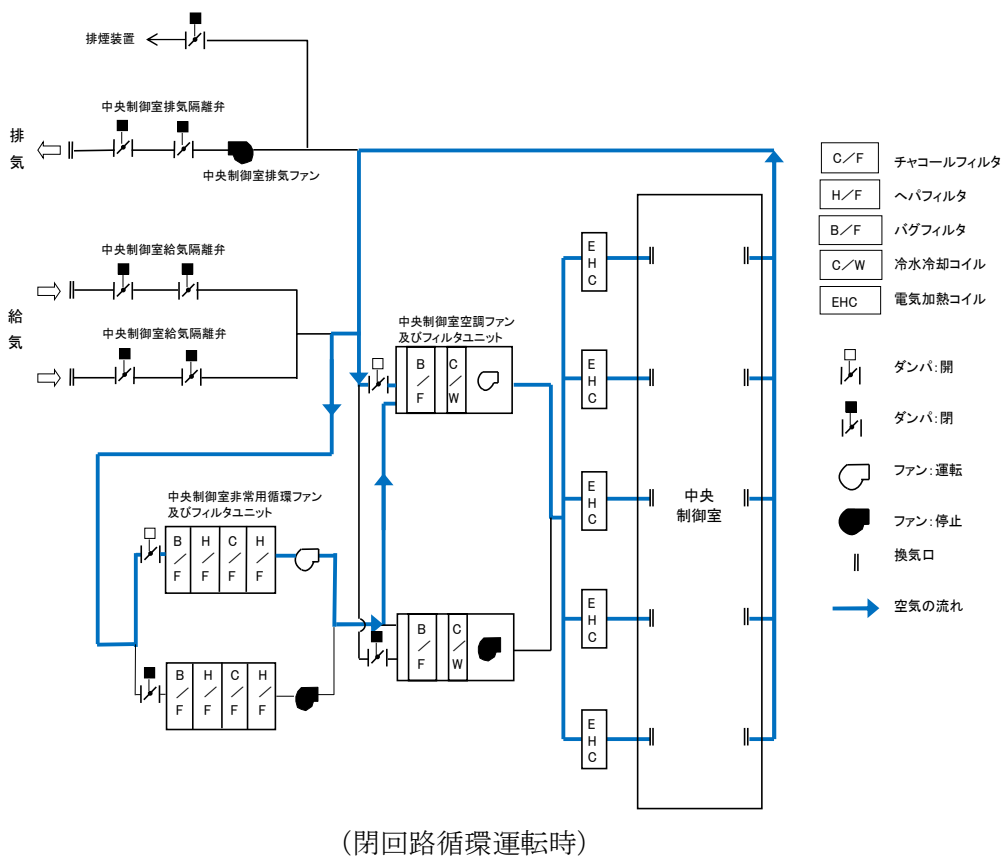 排煙装置
中央制御室排気隔離弁
排
気
中央制御室排気ファン
中央制御室給気隔離弁
給
気
中央制御室給気隔離弁
中央制御室空調ファン
及びフィルタユニット
B/F
C/W
中央制御室非常用循環ファン
及びフィルタユニット
B/F
H/F
C/F
H/F
B/F
H/F
C/F
H/F
B/F
C/W
EHC
EHC
EHC
EHC
EHC
中央
制御室
C/F チャコールフィルタ
H/F ヘパフィルタ
B/F バグフィルタ
C/W 冷水冷却コイル
EHC 電気加熱コイル
ダンパ:開
ダンパ:閉
ファン:運転
ファン:停止
換気口
空気の流れ
(閉回路循環運転時)